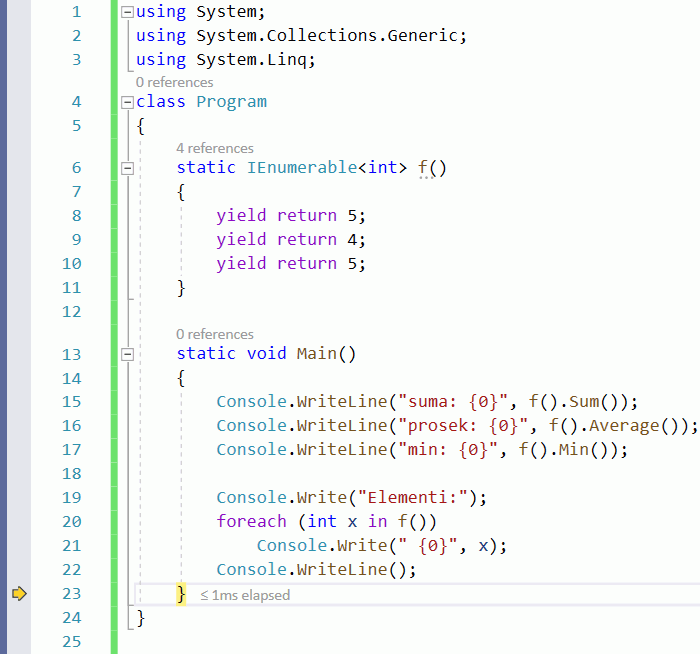 1 using System;
2 using System.Collections.Generic;
3 using System.Linq;
0 references
4 class Program
5 {
4 references
6 static IEnumerable<int> f()
7 {
8 yield return 5;
9 yield return 4;
10 yield return 5;
11 }
12
0 references
13 static void Main()
14 {
15 Console.WriteLine("suma: {0}", f().Sum());
16 Console.WriteLine("prosek: {0}", f().Average());
17 Console.WriteLine("min: {0}", f().Min());
18
19 Console.Write("Elementi:");
20 foreach (int x in f())
21 Console.Write(" {0}", x);
22 Console.WriteLine();
23 } ≤ 1ms elapsed
24 }
25